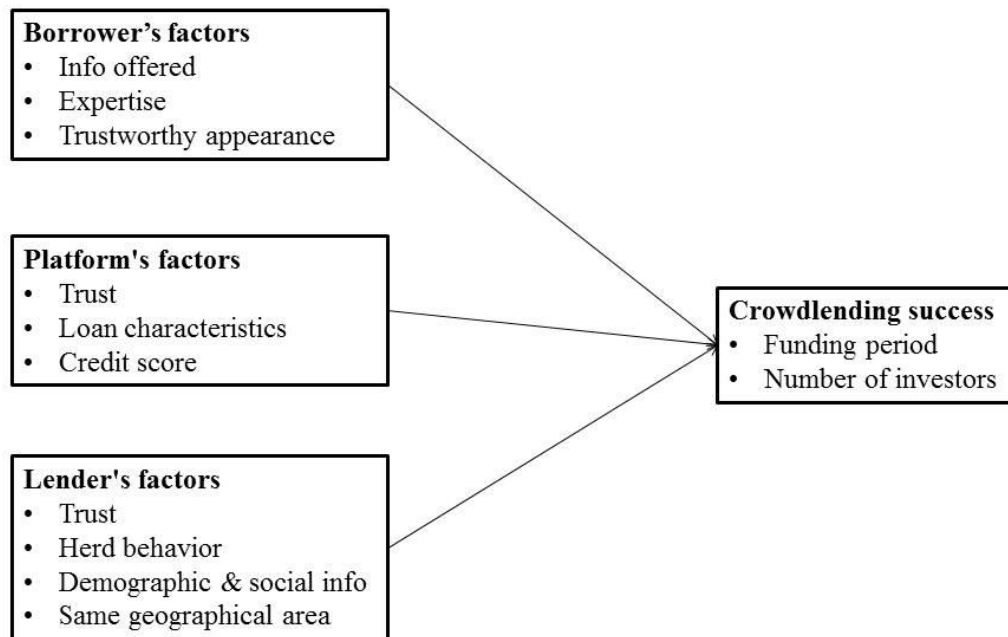 Borrower’s factors
• Info offered
• Expertise
• Trustworthy appearance
Platform's factors
• Trust
• Loan characteristics
• Credit score
Crowdlending success
• Funding period
• Number of investors
Lender's factors
• Trust
• Herd behavior
• Demographic & social info
• Same geographical area